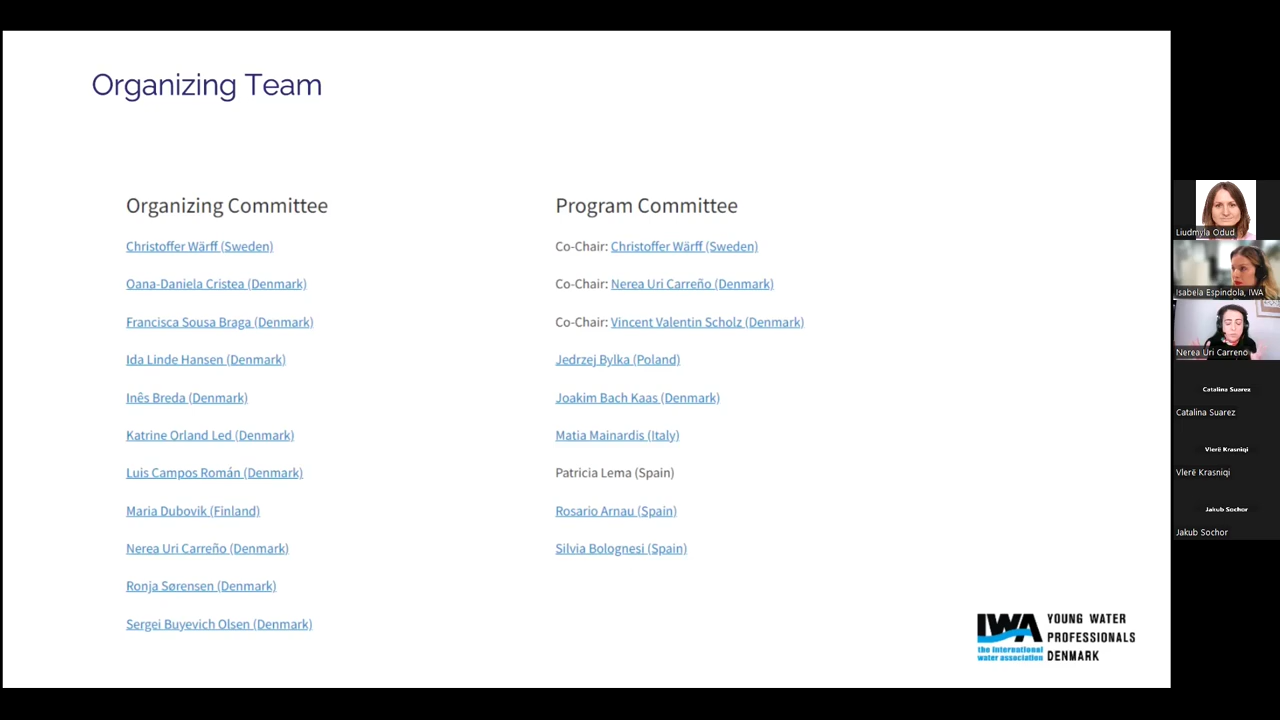 Organizing Team
Organizing Committee
Christoffer Wärff (Sweden)
Oana-Daniela Cristea (Denmark)
Francisca Sousa Braga (Denmark)
Ida Linde Hansen (Denmark)
Inês Breda (Denmark)
Katrine Orland Led (Denmark)
Luis Campos Román (Denmark)
Maria Dubovik (Finland)
Nerea Uri Carreño (Denmark)
Ronja Sørensen (Denmark)
Sergei Buyevich Olsen (Denmark)
Program Committee
Co-Chair: Christoffer Wärff (Sweden)
Co-Chair: Nerea Uri Carreño (Denmark)
Co-Chair: Vincent Valentin Scholz (Denmark)
Jedrzej Bylka (Poland)
Joakim Bach Kaas (Denmark)
Matia Mainardis (Italy)
Patricia Lema (Spain)
Rosario Arnau (Spain)
Silvia Bolognesi (Spain)
IWA
the international
water association
YOUNG WATER
PROFESSIONALS
DENMARK
Liudmyla Odud
Isabela Espindola, IWA
Nerea Uri Carreño
Catalina Suarez
Catalina Suarez
Vlerë Krasniqi
Vlerë Krasniqi
Jakub Sochor
Jakub Sochor